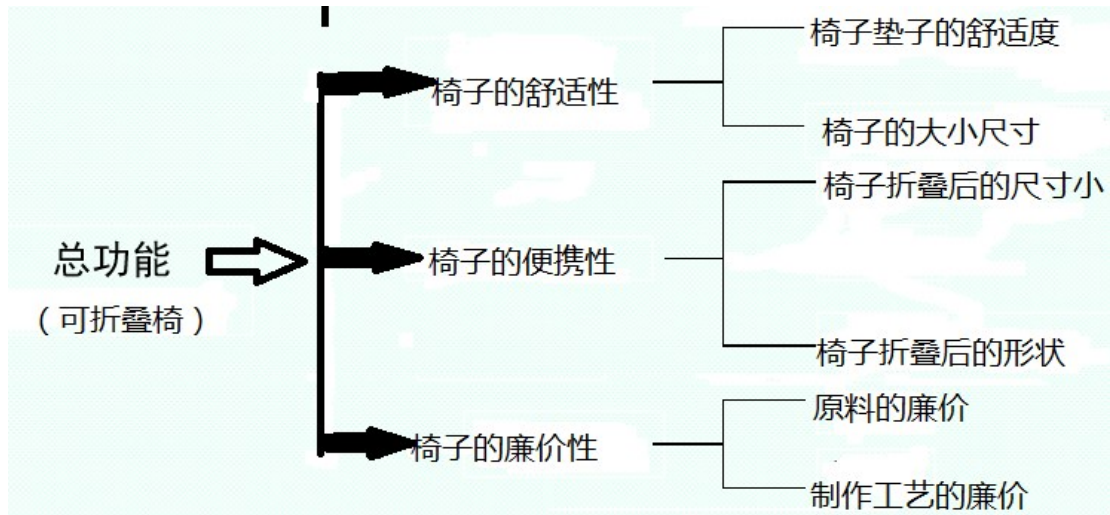 总功能
（可折叠椅）
椅子的舒适性
椅子垫子的舒适度
椅子的大小尺寸
椅子的便携性
椅子折叠后的尺寸小
椅子折叠后的形状
椅子的廉价性
原料的廉价
制作工艺的廉价